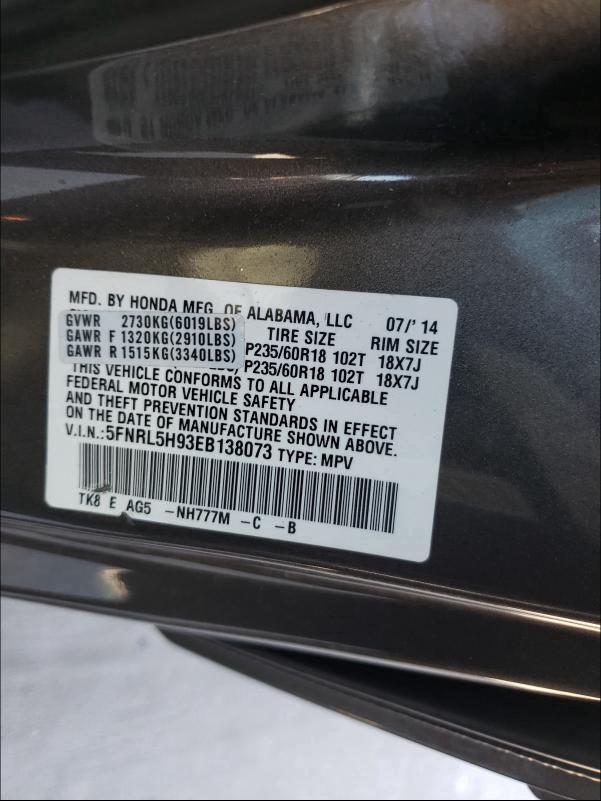 MFD. BY HONDA MFG. OF ALABAMA, LLC 07/' 14
TIRE SIZE RIM SIZE
GVWR 2730KG(6019LBS)
GAWR F 1320KG(2910LBS) P235/60R18 102T 18X7J
GAWR R 1515KG(3340LBS) P235/60R18 102T 18X7J
THIS VEHICLE CONFORMS TO ALL APPLICABLE
FEDERAL MOTOR VEHICLE SAFETY
AND THEFT PREVENTION STANDARDS IN EFFECT
ON THE DATE OF MANUFACTURE SHOWN ABOVE.
V.I.N.:5FNRL5H93EB138073 TYPE: MPV
TK8 E AG5 -NH777M -C -B